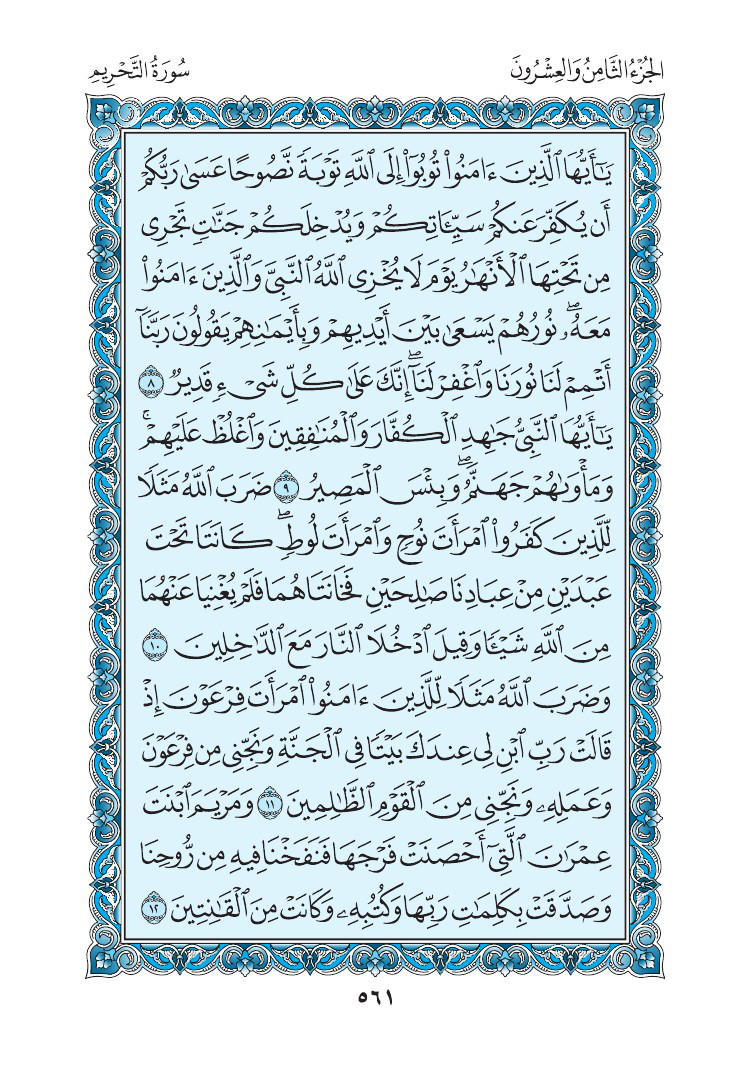 الجُزْءُ الثَّامِنُ وَالعِشْرُونَ
سُورَةُ التَّحْرِيمِ
يَـٰٓأَيُّهَا ٱلَّذِينَ ءَامَنُوا۟ تُوبُوٓا۟ إِلَى ٱللَّهِ تَوْبَةً نَّصُوحًا عَسَىٰ رَبُّكُمْ
أَن يُكَفِّرَ عَنكُمْ سَيِّـَٔاتِكُمْ وَيُدْخِلَكُمْ جَنَّـٰتٍ تَجْرِى
مِن تَحْتِهَا ٱلْأَنْهَـٰرُ يَوْمَ لَا يُخْزِى ٱللَّهُ ٱلنَّبِىَّ وَٱلَّذِينَ ءَامَنُوا۟
مَعَهُۥ ۖ نُورُهُمْ يَسْعَىٰ بَيْنَ أَيْدِيهِمْ وَبِأَيْمَـٰنِهِمْ يَقُولُونَ رَبَّنَآ
أَتْمِمْ لَنَا نُورَنَا وَٱغْفِرْ لَنَآ ۖ إِنَّكَ عَلَىٰ كُلِّ شَىْءٍ قَدِيرٌ ٨
يَـٰٓأَيُّهَا ٱلنَّبِىُّ جَـٰهِدِ ٱلْكُفَّارَ وَٱلْمُنَـٰفِقِينَ وَٱغْلُظْ عَلَيْهِمْ ۚ
وَمَأْوَىٰهُمْ جَهَنَّمُ ۖ وَبِئْسَ ٱلْمَصِيرُ ٩ ضَرَبَ ٱللَّهُ مَثَلًا
لِّلَّذِينَ كَفَرُوا۟ ٱمْرَأَتَ نُوحٍ وَٱمْرَأَتَ لُوطٍ ۖ كَانَتَا تَحْتَ
عَبْدَيْنِ مِنْ عِبَادِنَا صَـٰلِحَيْنِ فَخَانَتَاهُمَا فَلَمْ يُغْنِيَا عَنْهُمَا
مِنَ ٱللَّهِ شَيْـًٔا وَقِيلَ ٱدْخُلَا ٱلنَّارَ مَعَ ٱلدَّٰخِلِينَ ١٠
وَضَرَبَ ٱللَّهُ مَثَلًا لِّلَّذِينَ ءَامَنُوا۟ ٱمْرَأَتَ فِرْعَوْنَ إِذْ
قَالَتْ رَبِّ ٱبْنِ لِى عِندَكَ بَيْتًا فِى ٱلْجَنَّةِ وَنَجِّنِى مِن فِرْعَوْنَ
وَعَمَلِهِۦ وَنَجِّنِى مِنَ ٱلْقَوْمِ ٱلظَّـٰلِمِينَ ١١ وَمَرْيَمَ ٱبْنَتَ
عِمْرَٰنَ ٱلَّتِىٓ أَحْصَنَتْ فَرْجَهَا فَنَفَخْنَا فِيهِ مِن رُّوحِنَا
وَصَدَّقَتْ بِكَلِمَـٰتِ رَبِّهَا وَكُتُبِهِۦ وَكَانَتْ مِنَ ٱلْقَـٰنِتِينَ ١٢
٥٦١